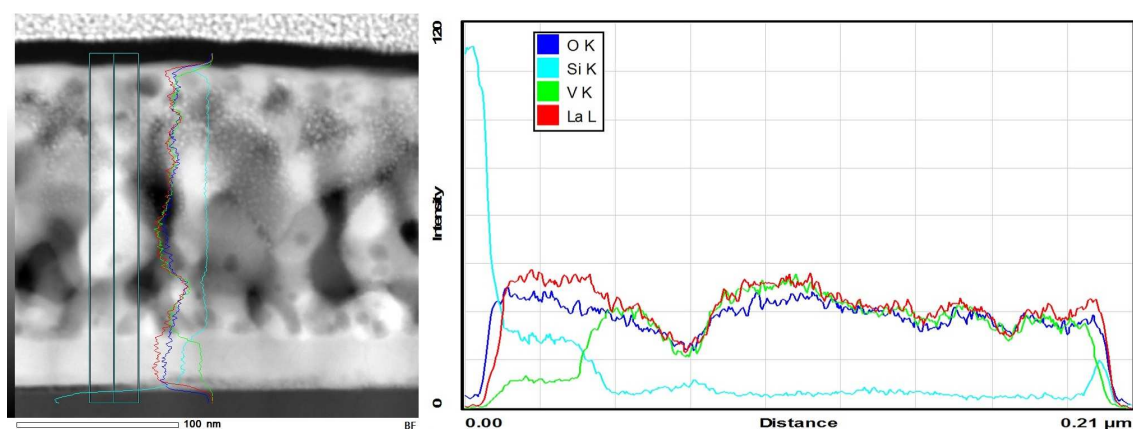 100 nm
BF
120
Intensity
0
O K
Si K
V K
La L
0.00
Distance
0.21 µm